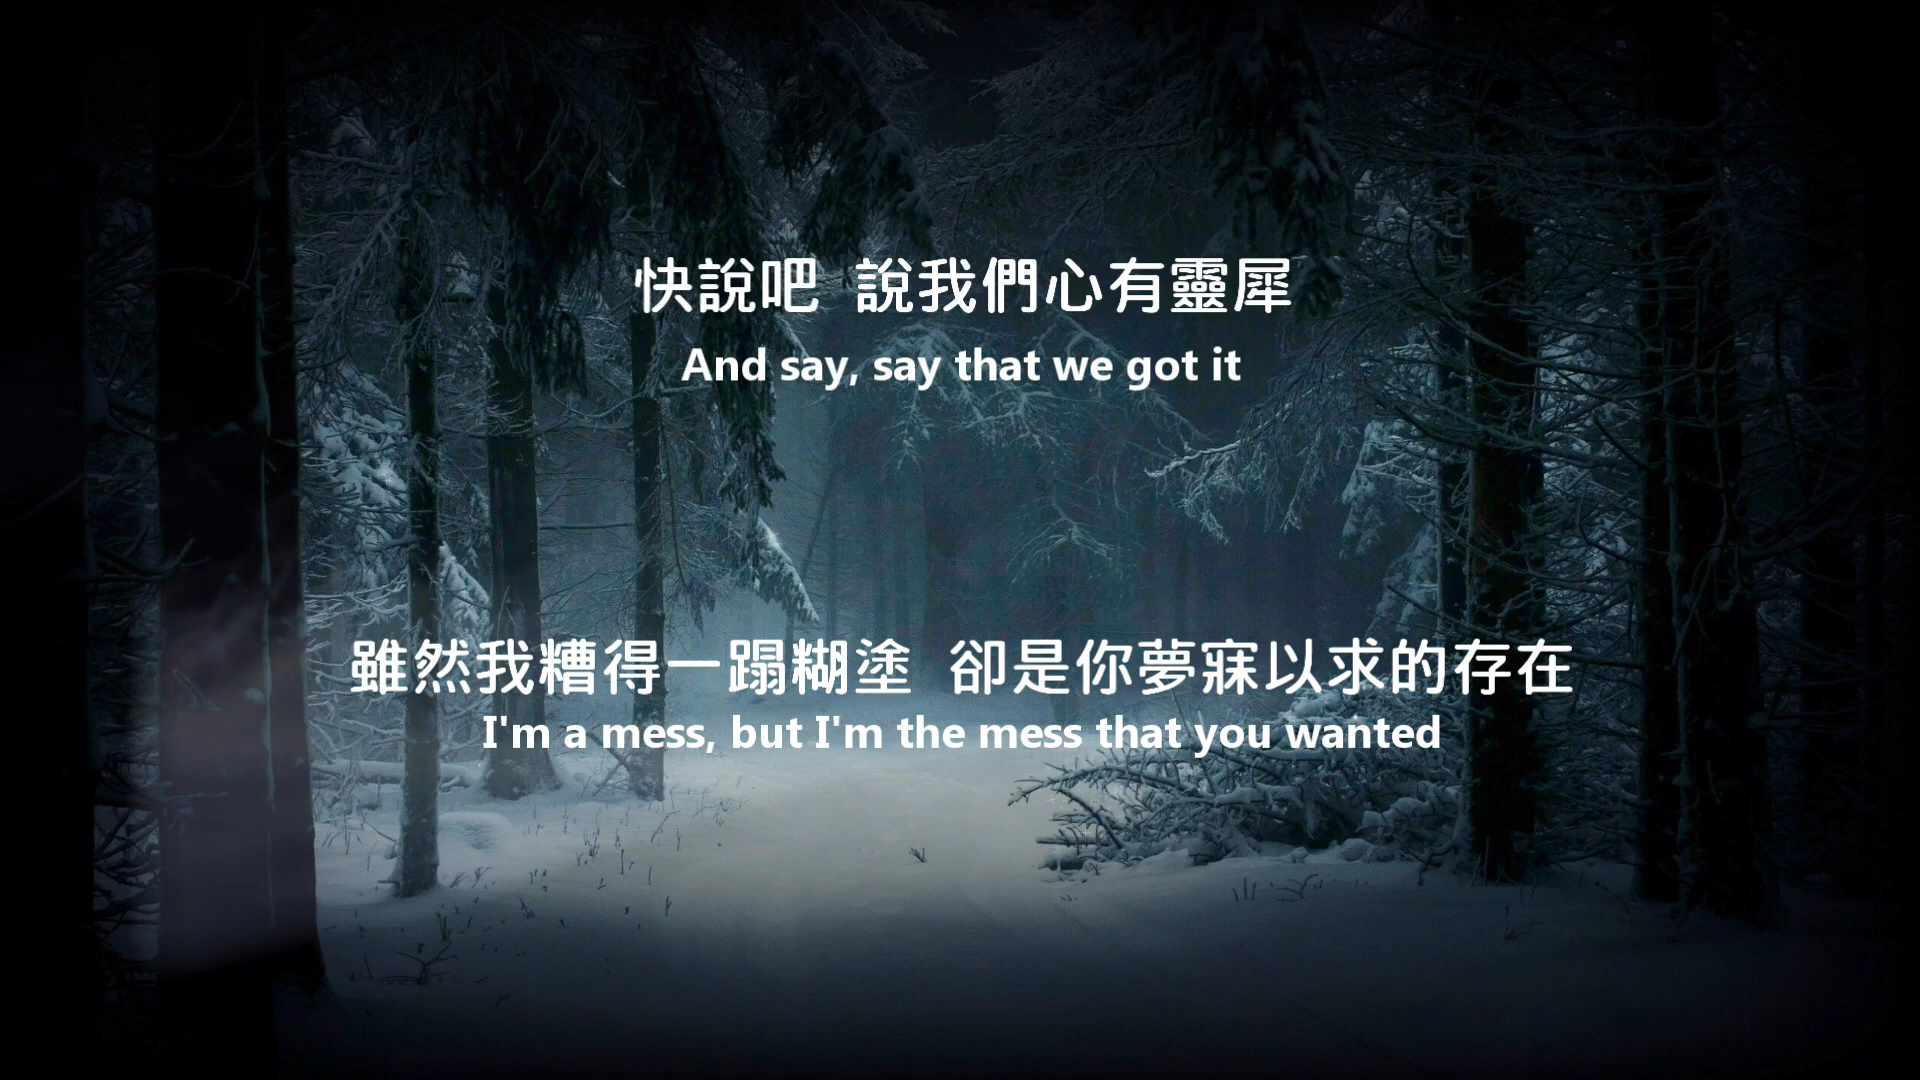 快說吧 說我們心有靈犀
And say, say that we got it
雖然我糟得一蹋糊塗 卻是你夢寐以求的存在
I'm a mess, but I'm the mess that you wanted